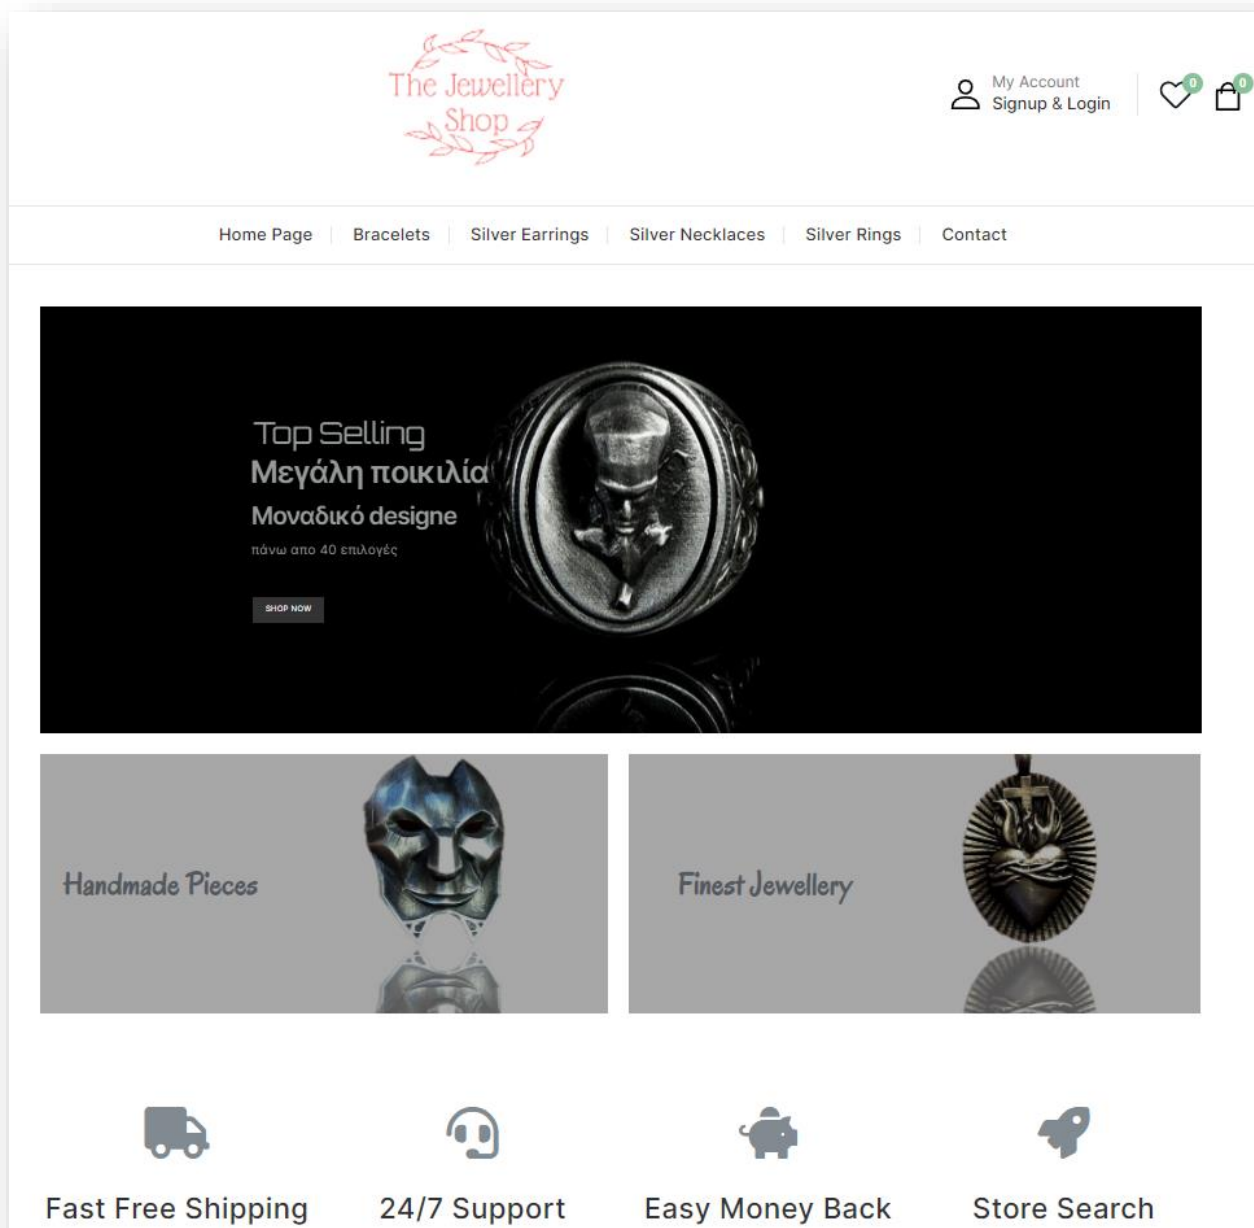 The Jewellery
Shop
My Account
Signup & Login
0
0
Home Page
Bracelets
Silver Earrings
Silver Necklaces
Silver Rings
Contact
Top Selling
Μεγάλη ποικιλία
Μοναδικό designe
πάνω απο 40 επιλογές
SHOP NOW
Handmade Pieces
Finest Jewellery
Fast Free Shipping
24/7 Support
Easy Money Back
Store Search